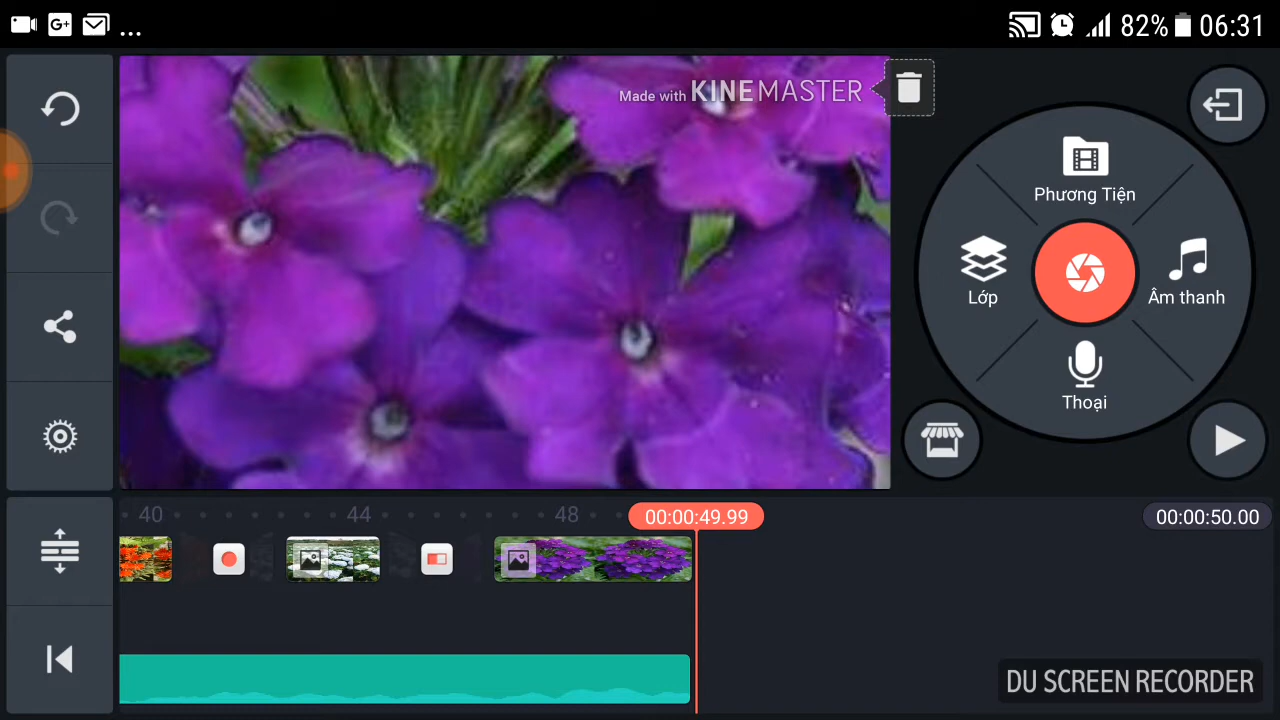 G+ ... 82% 06:31
Made with KINEMASTER
Phương Tiện
Lớp
Âm thanh
Thoại
40 44 48 00:00:49.99 00:00:50.00
DU SCREEN RECORDER